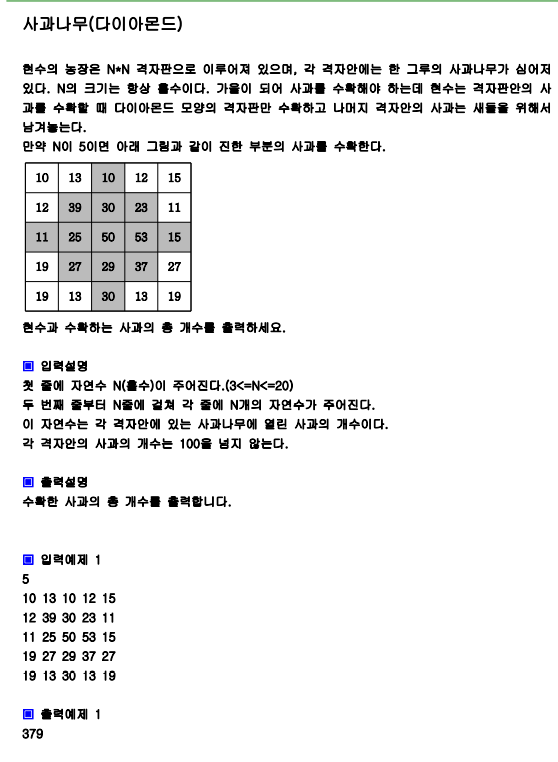 사과나무(다이아몬드)
현수의 농장은 N*N 격자판으로 이루어져 있으며, 각 격자안에는 한 그루의 사과나무가 심어저
있다. N의 크기는 항상 홀수이다. 가을이 되어 사과를 수확해야 하는데 현수는 격자판안의 사
과를 수확할 때 다이아몬드 모양의 격자판만 수확하고 나머지 격자안의 사과는 새들을 위해서
남겨놓는다.
만약 N이 5이면 아래 그림과 같이 진한 부분의 사과를 수확한다.
10 13 10 12 15
12 39 30 23 11
11 25 50 53 15
19 27 29 37 27
19 13 30 13 19
현수과 수확하는 사과의 총 개수를 출력하세요.
▣ 입력설명
첫 줄에 자연수 N(홀수)이 주어진다.(3<=N<=20)
두 번째 줄부터 N줄에 걸쳐 각 줄에 N개의 자연수가 주어진다.
이 자연수는 각 격자안에 있는 사과나무에 열린 사과의 개수이다.
각 격자안의 사과의 개수는 100을 넘지 않는다.
▣ 출력설명
수확한 사과의 총 개수를 출력합니다.
▣ 입력예제 1
5
10 13 10 12 15
12 39 30 23 11
11 25 50 53 15
19 27 29 37 27
19 13 30 13 19
▣ 출력예제 1
379